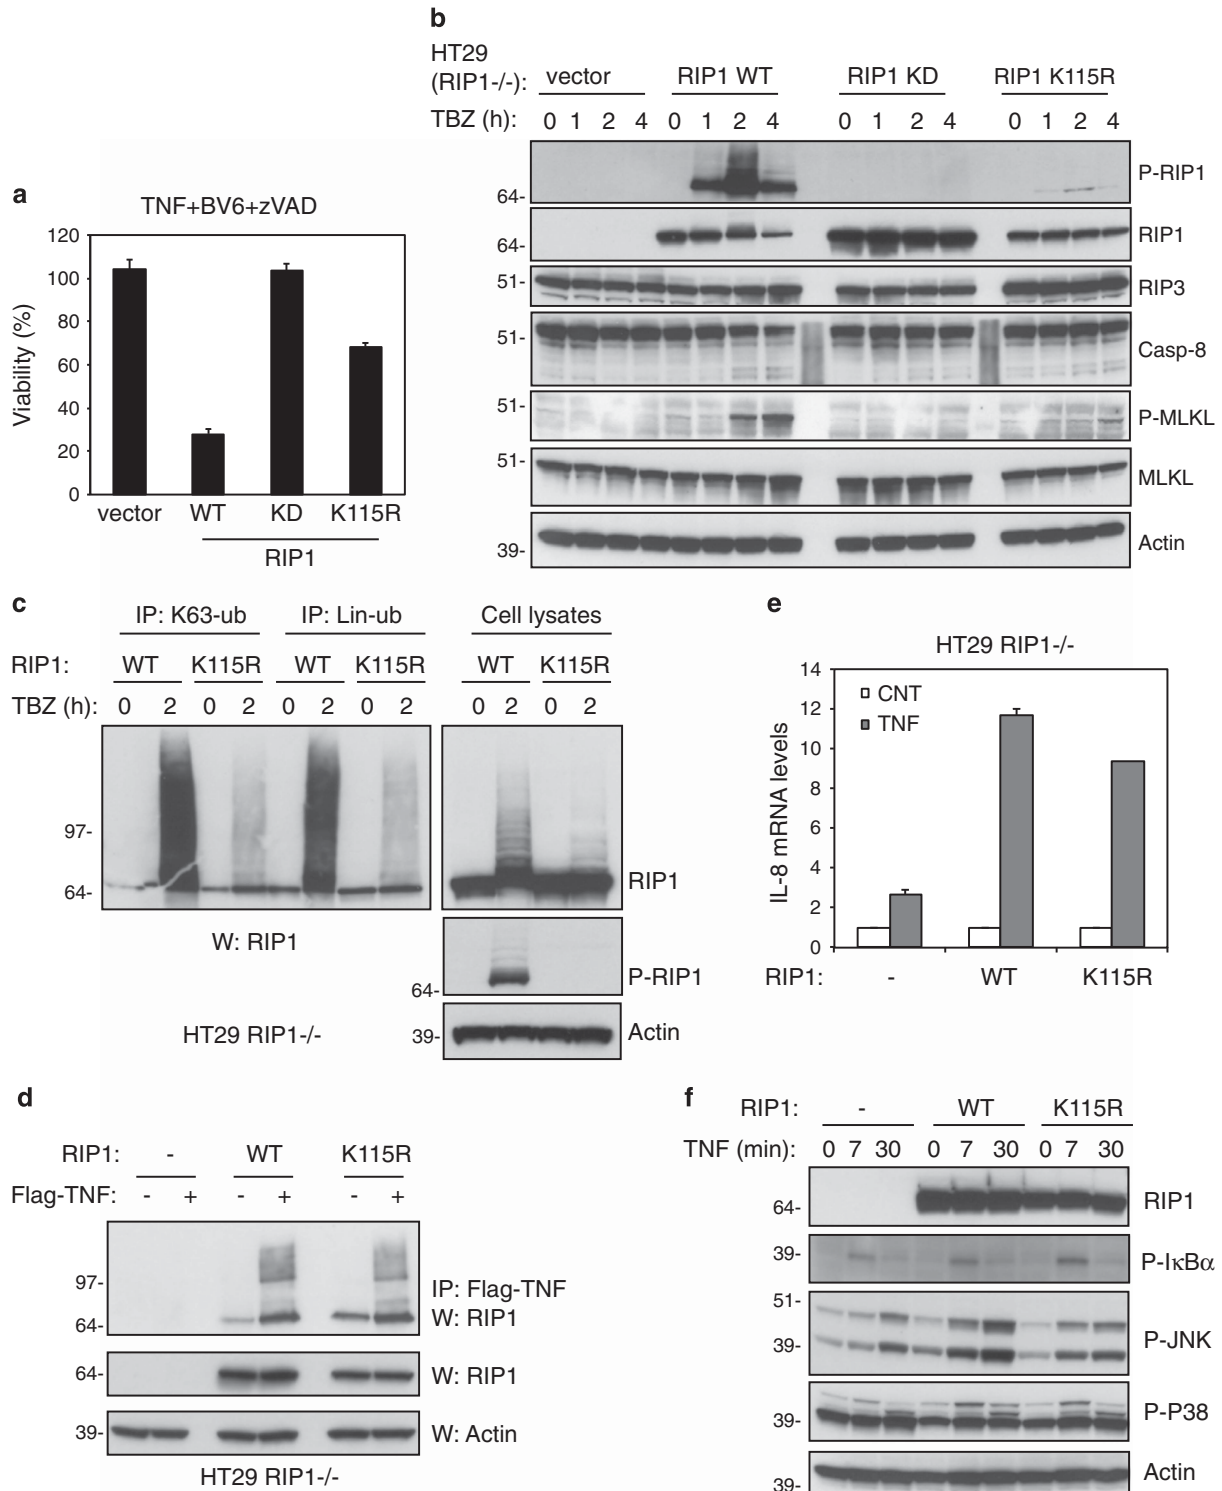 a
TNF+BV6+zVAD
Viability (%)
120
100
80
60
40
20
0
vector WT KD K115R
RIP1
b
HT29
(RIP1-/-): vector RIP1 WT RIP1 KD RIP1 K115R
TBZ (h): 0 1 2 4 0 1 2 4 0 1 2 4 0 1 2 4
64- P-RIP1
64- RIP1
51- RIP3
51- Casp-8
51- P-MLKL
51- MLKL
39- Actin
c
IP: K63-ub IP: Lin-ub Cell lysates
RIP1: WT K115R WT K115R WT K115R
TBZ (h): 0 2 0 2 0 2 0 2 0 2 0 2
97-
64- RIP1
W: RIP1
64- P-RIP1
39- Actin
HT29 RIP1-/-
e
HT29 RIP1-/-
IL-8 mRNA levels
14
12
10
8
6
4
2
0
CNT
TNF
RIP1: - WT K115R
d
RIP1: - WT K115R
Flag-TNF: - + - + - +
97-
64-
IP: Flag-TNF
W: RIP1
64- W: RIP1
39- W: Actin
HT29 RIP1-/-
f
RIP1: - WT K115R
TNF (min): 0 7 30 0 7 30 0 7 30
64- RIP1
39- P-IκBα
51-
39- P-JNK
39- P-P38
39- Actin